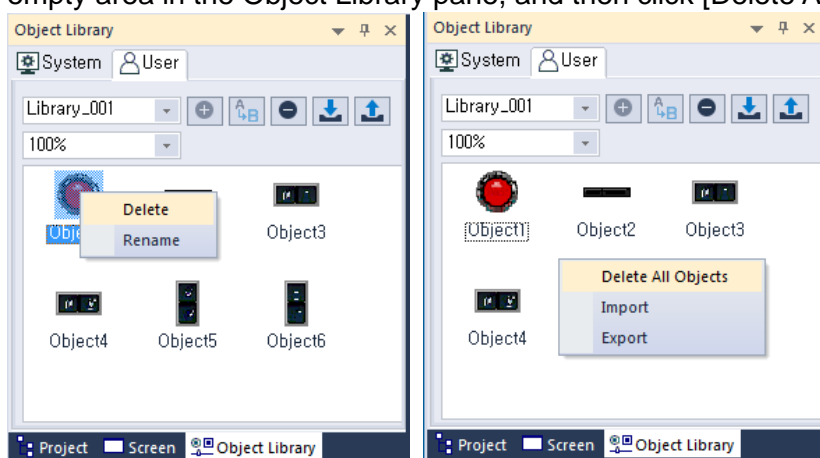 empty area in the Object Library pane, and then click [Delete A
Object Library
System User
Library_001
100%
Delete
Rename
Obje
Object3
Object4 Object5 Object6
Project Screen Object Library
Object Library
System User
Library_001
100%
Object1 Object2 Object3
Delete All Objects
Import
Export
Object4
Project Screen Object Library